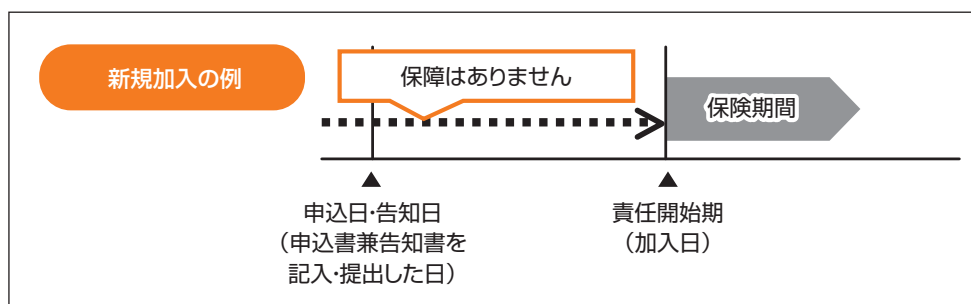 新規加入の例
保障はありません
保険期間
▲
申込日・告知日
（申込書兼告知書を
記入・提出した日）
▲
責任開始期
（加入日）